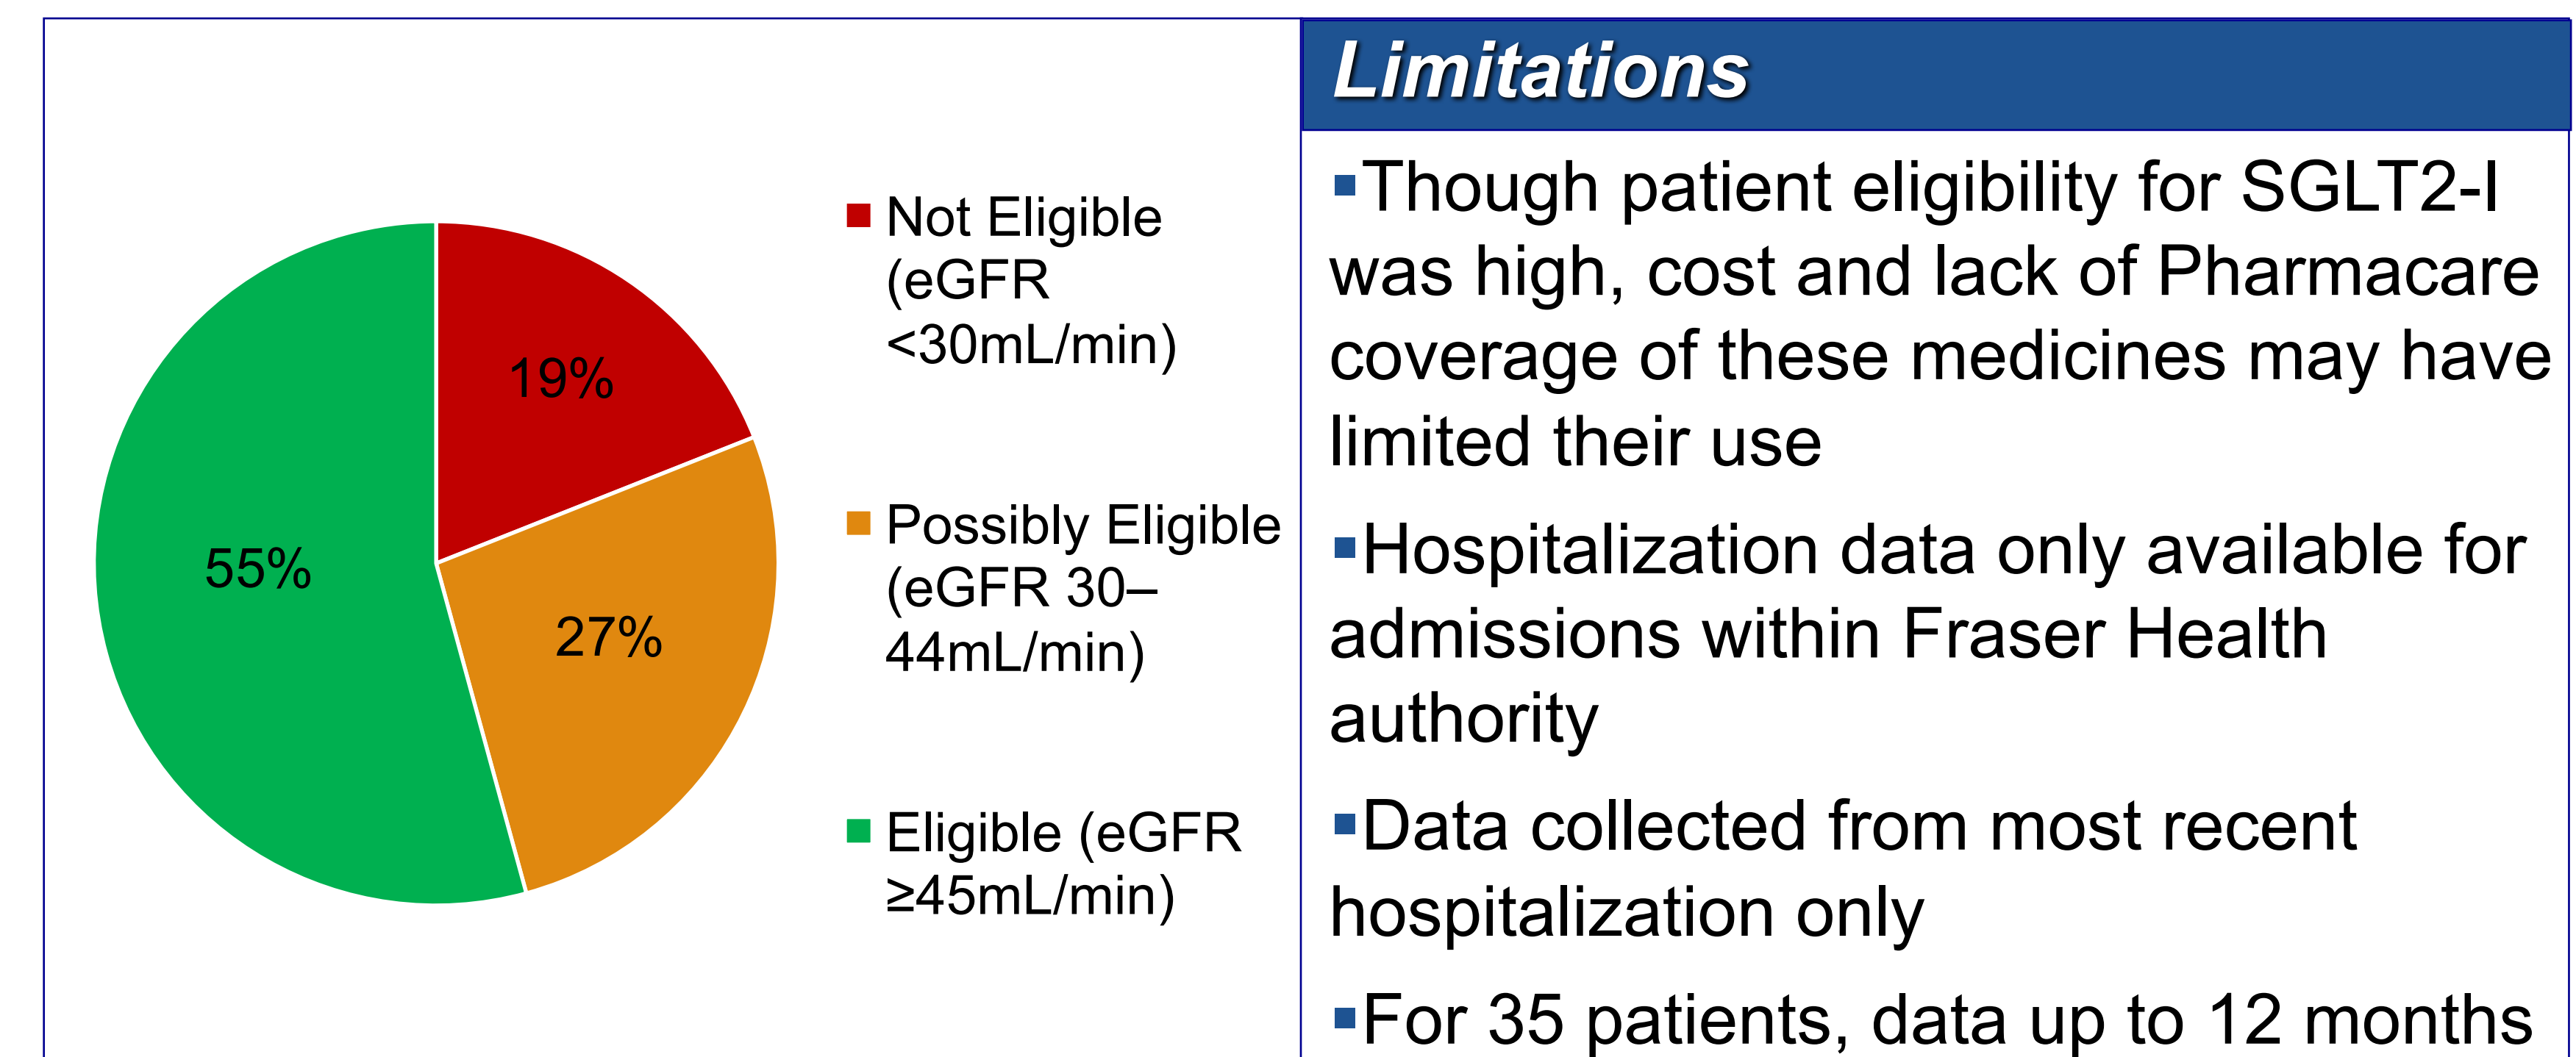 19%
27%
55%
Not Eligible
(eGFR
<30mL/min)
Possibly Eligible
(eGFR 30–
44mL/min)
Eligible (eGFR
≥45mL/min)
Limitations
▪Though patient eligibility for SGLT2-I
was high, cost and lack of Pharmacare
coverage of these medicines may have
limited their use
▪Hospitalization data only available for
admissions within Fraser Health
authority
▪Data collected from most recent
hospitalization only
▪For 35 patients, data up to 12 months